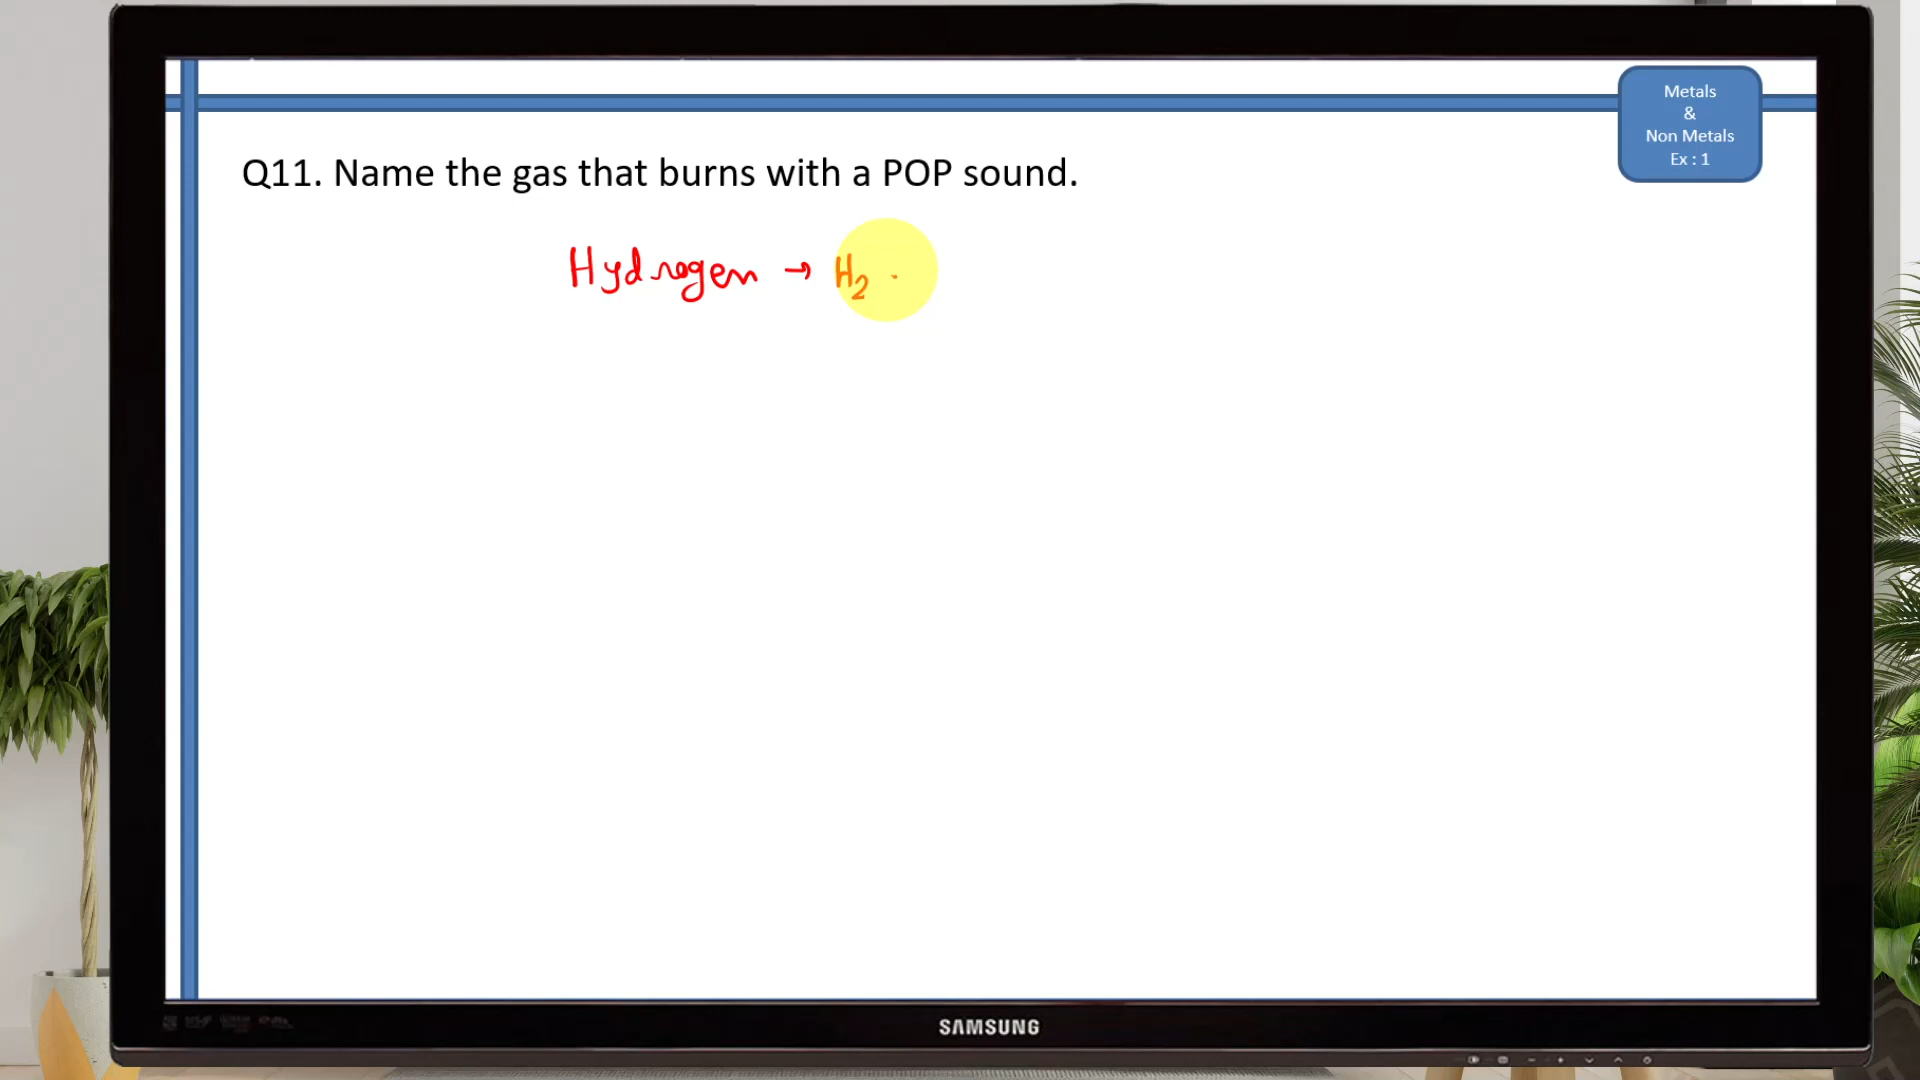 Metals
&
Non Metals
Ex : 1
Q11. Name the gas that burns with a POP sound.
Hydrogen → H₂ .
SAMSUNG